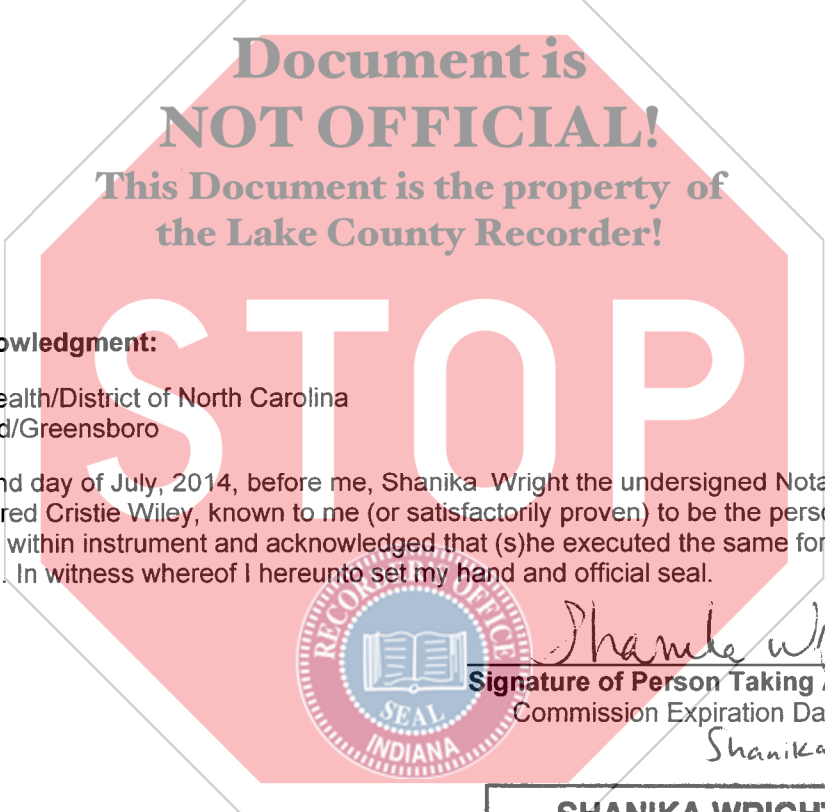 Document is
NOT OFFICIAL!
This Document is the property of
the Lake County Recorder!
STOP
owledgment:
ealth/District of North Carolina
d/Greensboro
nd day of July, 2014, before me, Shanika Wright the undersigned Nota
red Cristie Wiley, known to me (or satisfactorily proven) to be the perso
within instrument and acknowledged that (s)he executed the same for
. In witness whereof I hereunto set my hand and official seal.
RECORDER'S OFFICE
SEAL
INDIANA
Shanika W
Signature of Person Taking A
Commission Expiration Da
Shanika
SHANIKA WRIGHT